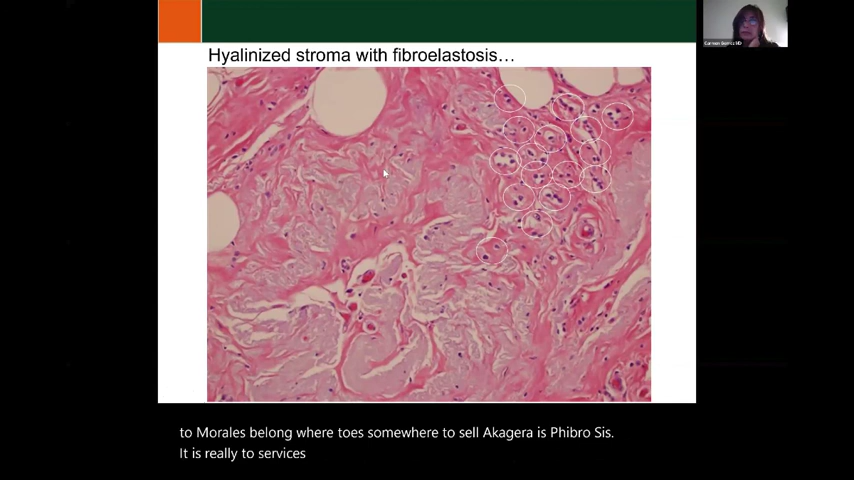 Hyalinized stroma with fibroelastosis…
to Morales belong where toes somewhere to sell Akagera is Phibro Sis.
It is really to services